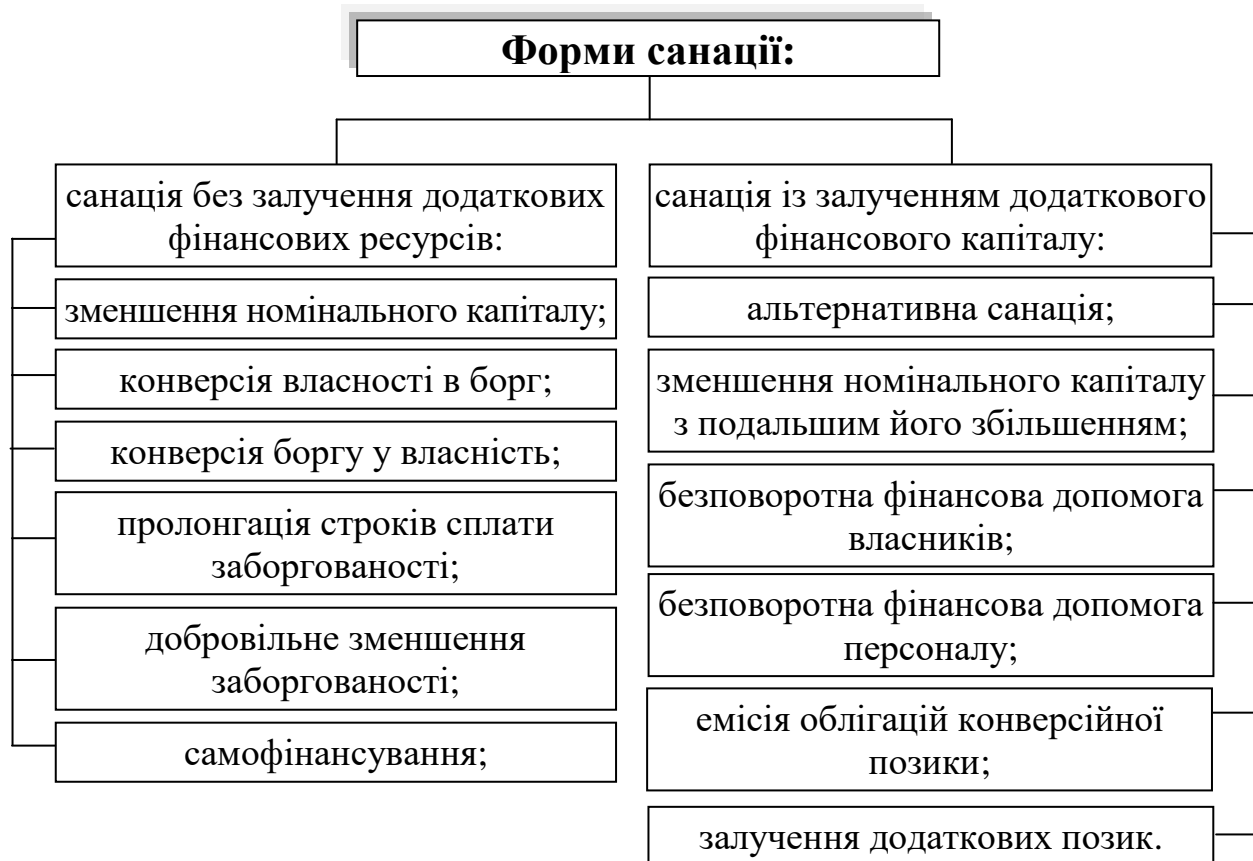 Форми санації:
санація без залучення додаткових
фінансових ресурсів:
зменшення номінального капіталу;
конверсія власності в борг;
конверсія боргу у власність;
пролонгація строків сплати
заборгованості;
добровільне зменшення
заборгованості;
самофінансування;
санація із залученням додаткового
фінансового капіталу:
альтернативна санація;
зменшення номінального капіталу
з подальшим його збільшенням;
безповоротна фінансова допомога
власників;
безповоротна фінансова допомога
персоналу;
емісія облігацій конверсійної
позики;
залучення додаткових позик.